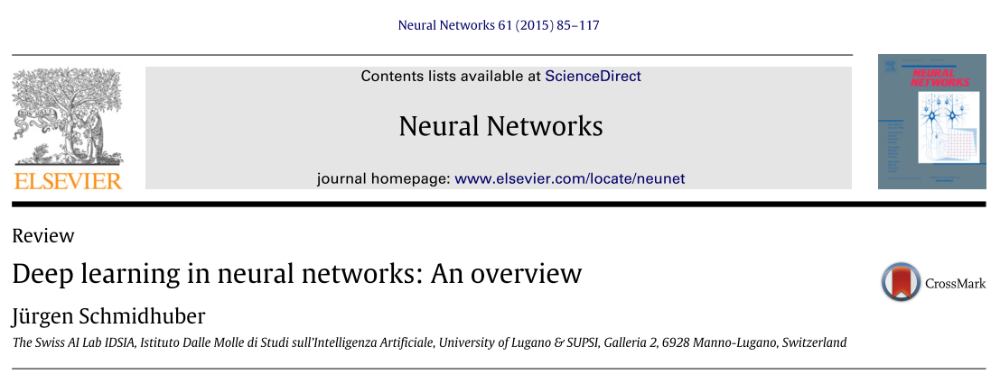 Neural Networks 61 (2015) 85–117
Contents lists available at ScienceDirect
Neural Networks
journal homepage: www.elsevier.com/locate/neunet
ELSEVIER
NEURAL
NETWORKS
Review
Deep learning in neural networks: An overview
CrossMark
Jürgen Schmidhuber
The Swiss AI Lab IDSIA, Istituto Dalle Molle di Studi sull'Intelligenza Artificiale, University of Lugano & SUPSI, Galleria 2, 6928 Manno-Lugano, Switzerland